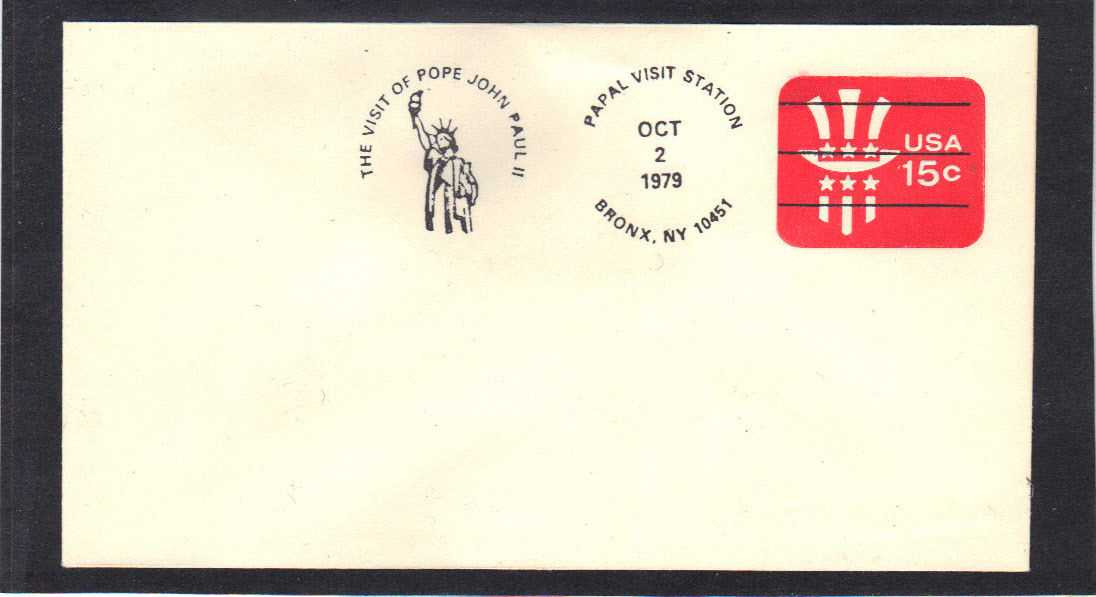 THE VISIT OF POPE JOHN PAUL II
PAPAL VISIT STATION
OCT
2
1979
BRONX, NY 10451
USA
15c